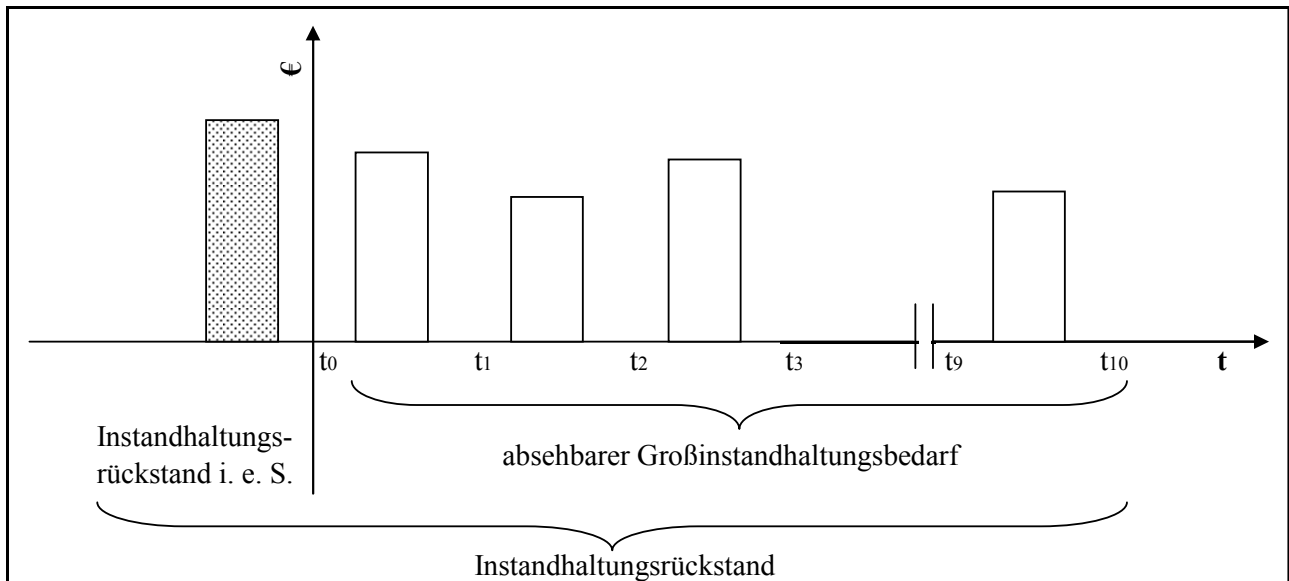 €
t0 t1 t2 t3 t9 t10 t
Instandhaltungs-
rückstand i. e. S.
absehbarer Großinstandhaltungsbedarf
Instandhaltungsrückstand